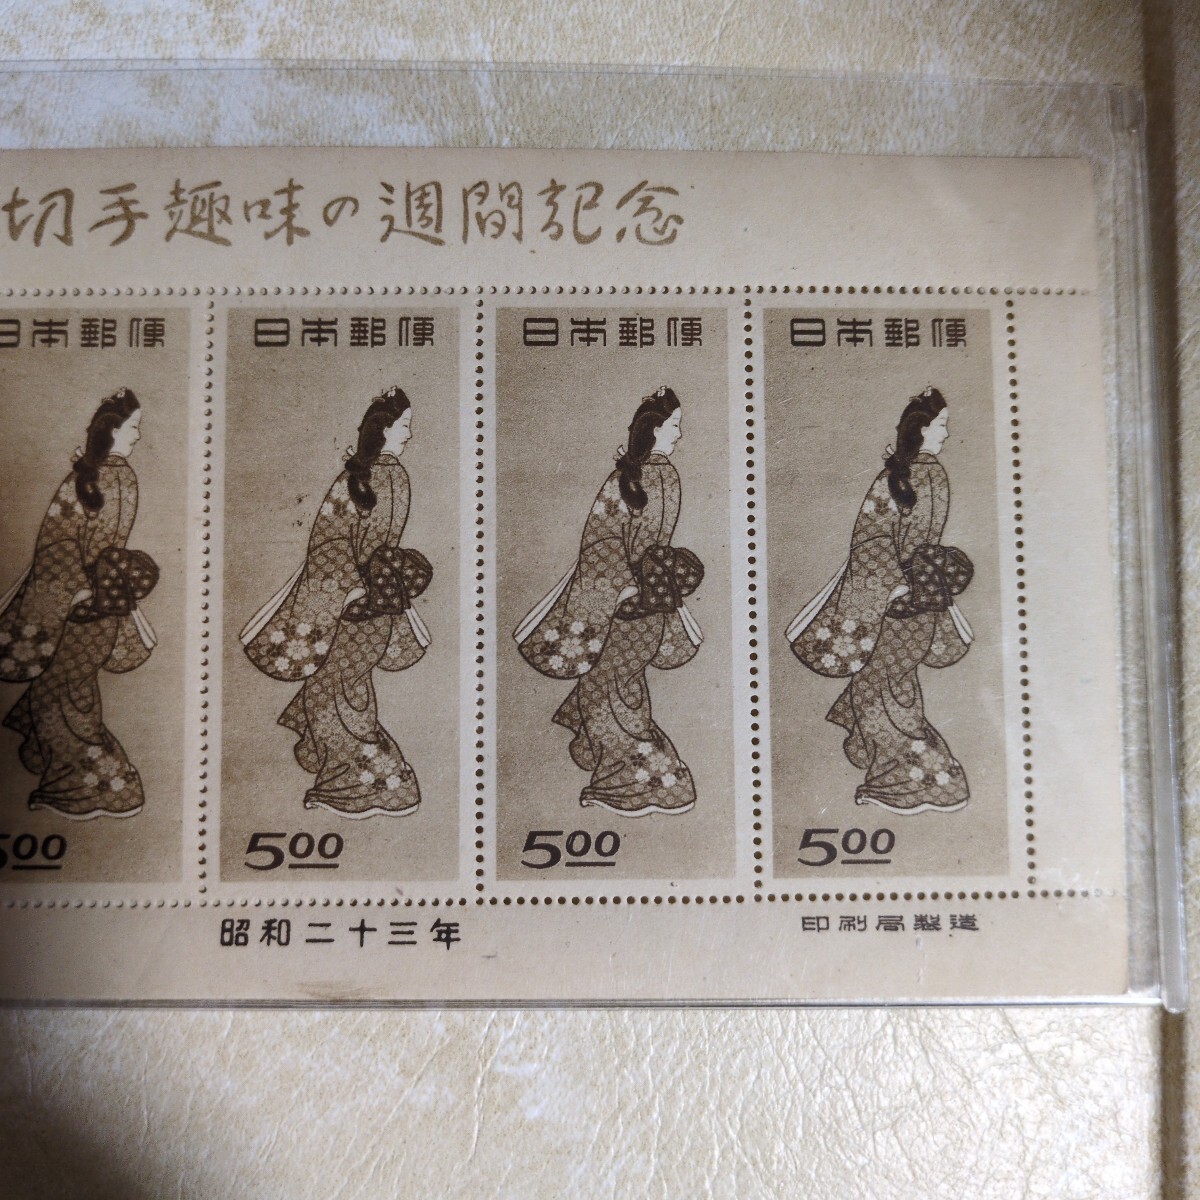 切手趣味の週間記念
日本郵便
日本郵便
日本郵便
日本郵便
5.00
5.00
5.00
5.00
昭和二十三年
印刷局製造